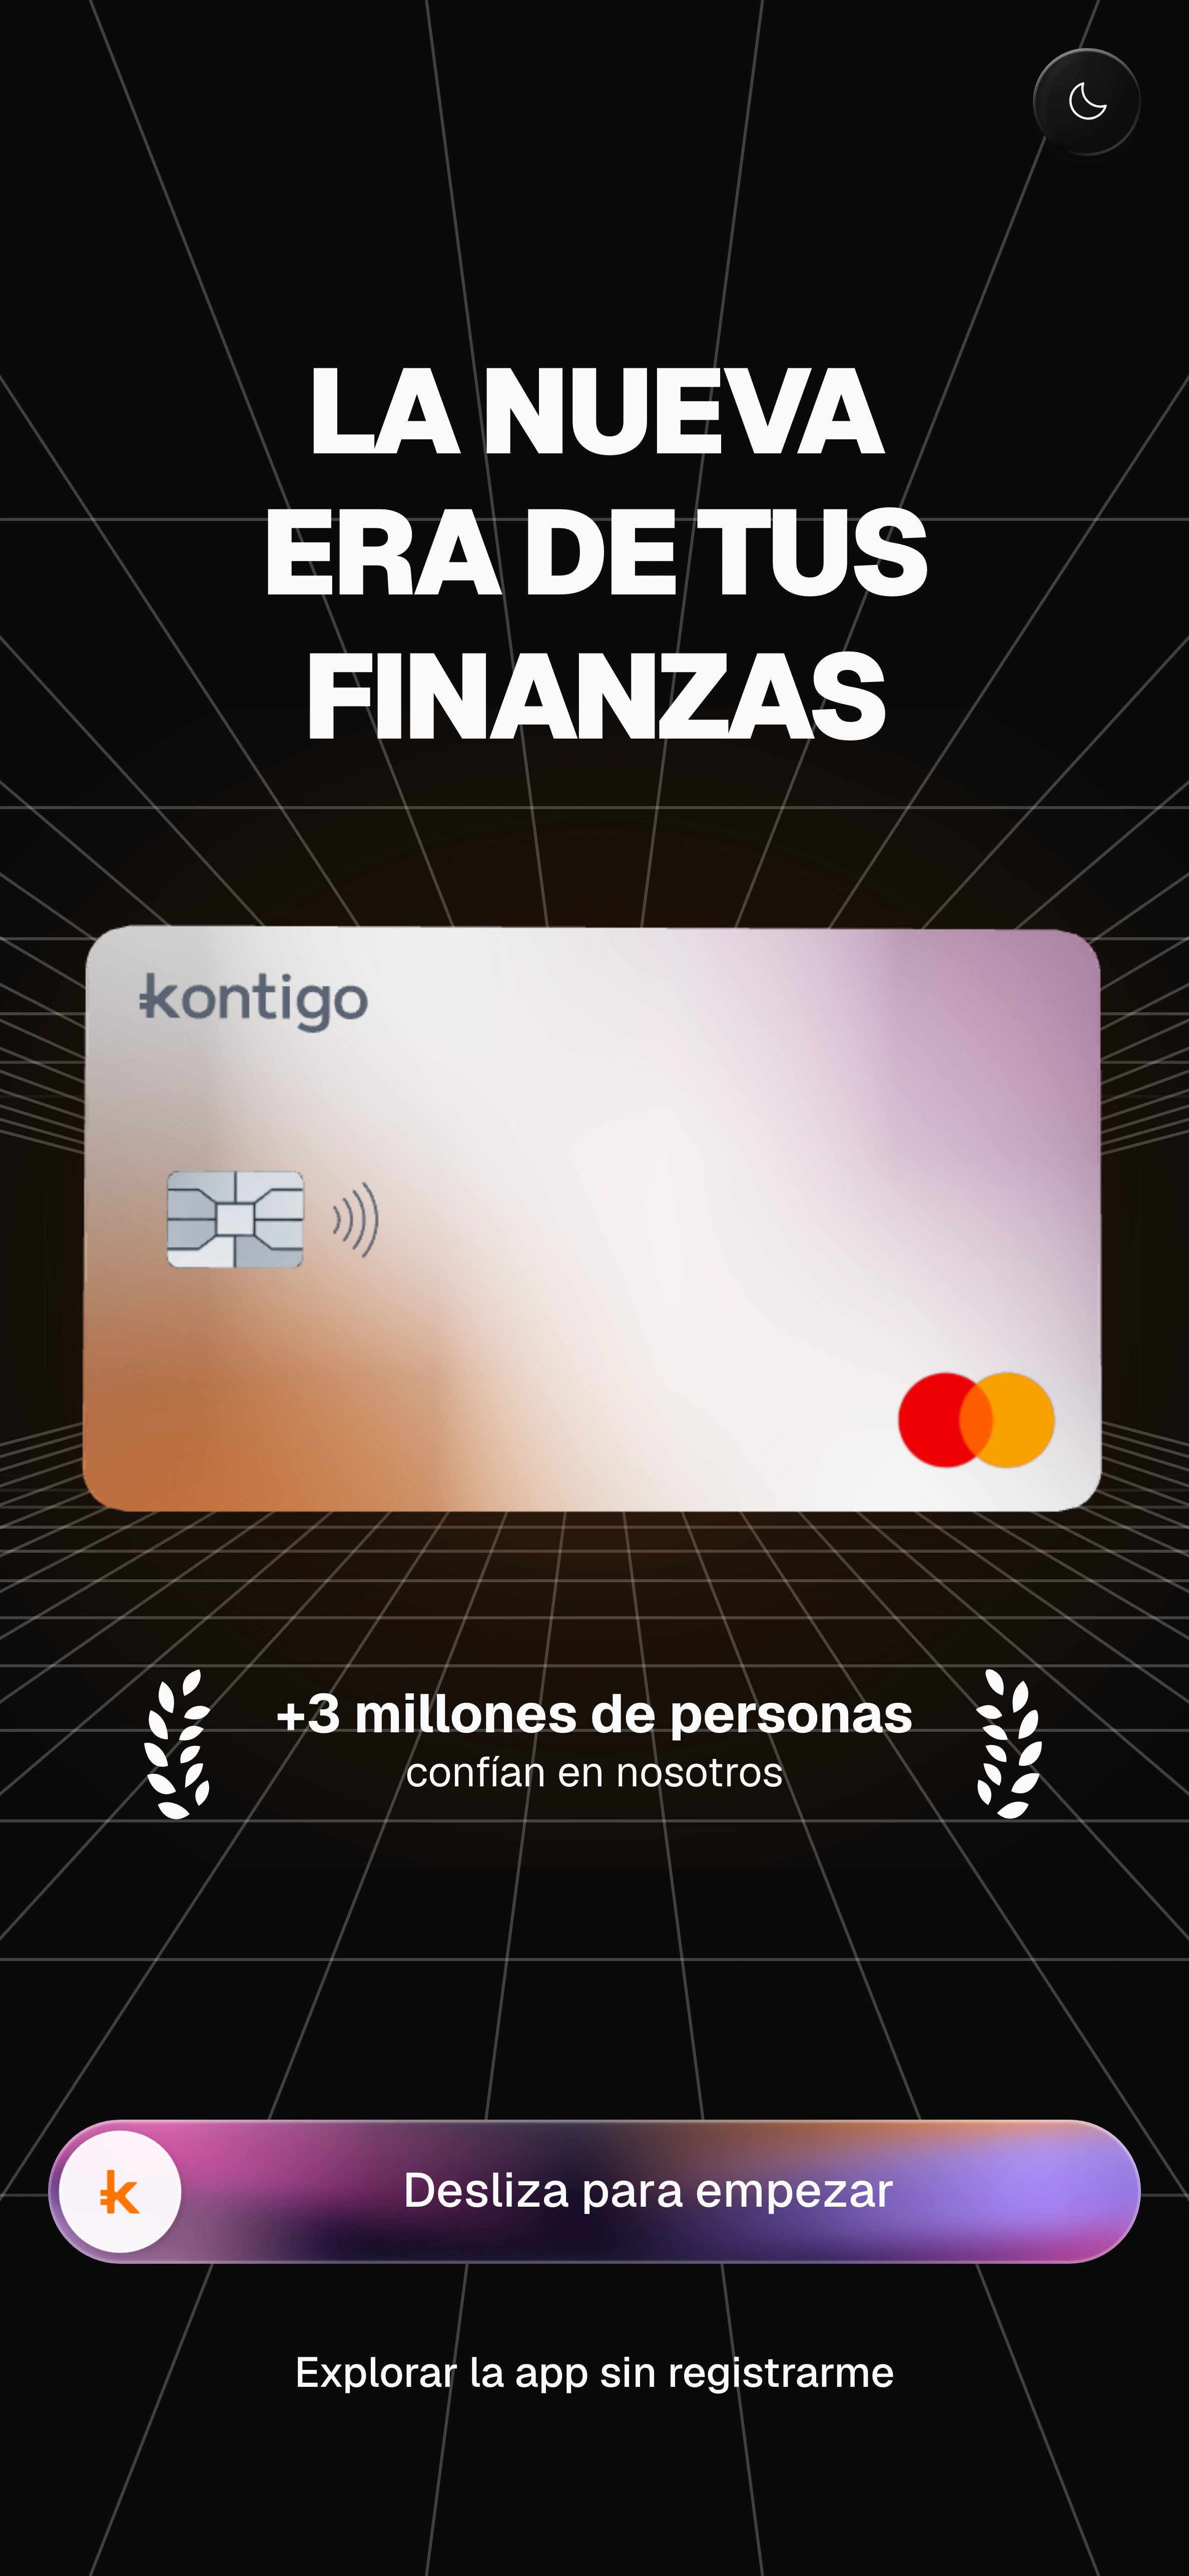 LA NUEVA
ERA DE TUS
FINANZAS
kontigo
+3 millones de personas
confían en nosotros
k
Desliza para empezar
Explorar la app sin registrarme